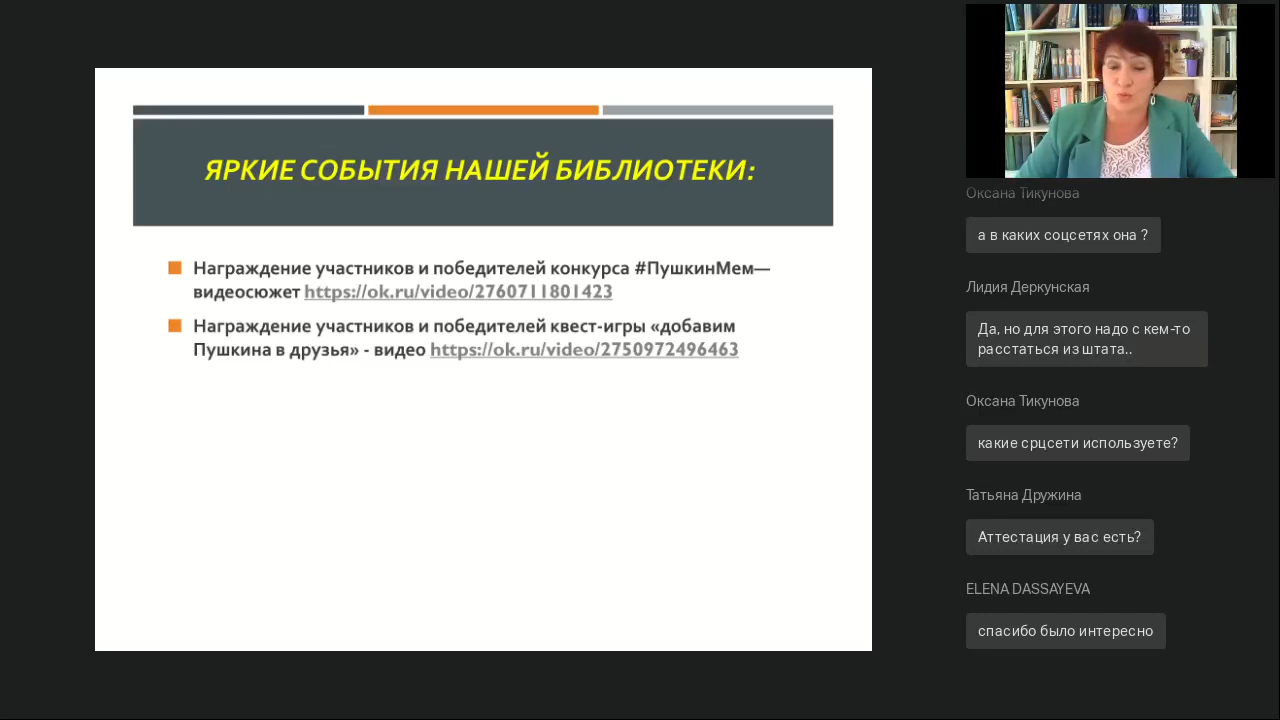 ЯРКИЕ СОБЫТИЯ НАШЕЙ БИБЛИОТЕКИ:
Награждение участников и победителей конкурса #ПушкинМем—
видеосюжет https://ok.ru/video/2760711801423
Награждение участников и победителей квест-игры «добавим
Пушкина в друзья» - видео https://ok.ru/video/2750972496463
Оксана Тикунова
а в каких соцсетях она ?
Лидия Деркунская
Да, но для этого надо с кем-то
расстаться из штата..
Оксана Тикунова
какие срцсети используете?
Татьяна Дружина
Аттестация у вас есть?
ELENA DASSAYEVA
спасибо было интересно